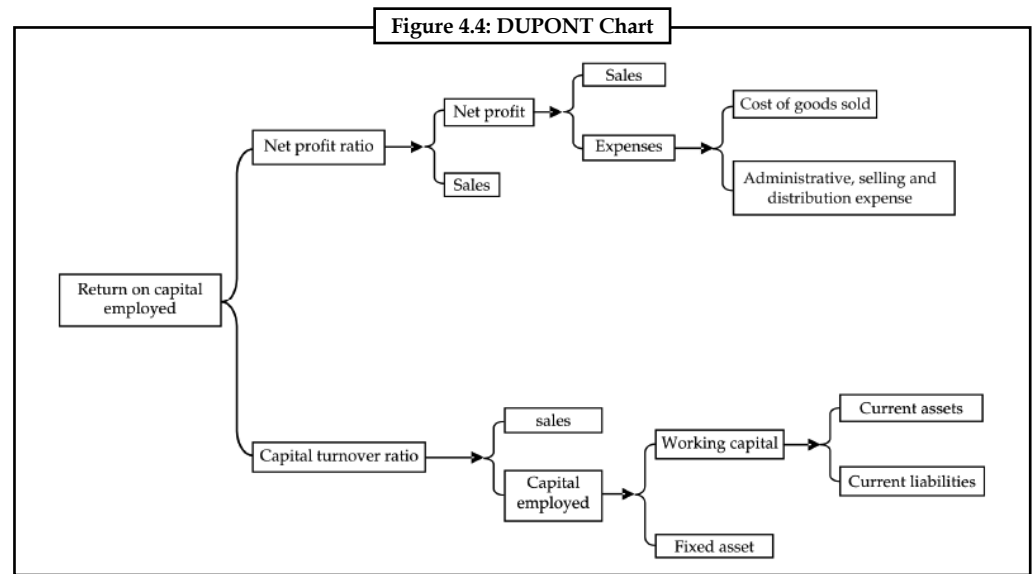 Figure 4.4: DUPONT Chart
Sales
Net profit
Cost of goods sold
Net profit ratio
Expenses
Sales
Administrative, selling and
distribution expense
Return on capital
employed
sales
Current assets
Working capital
Capital turnover ratio
Capital
employed
Current liabilities
Fixed asset